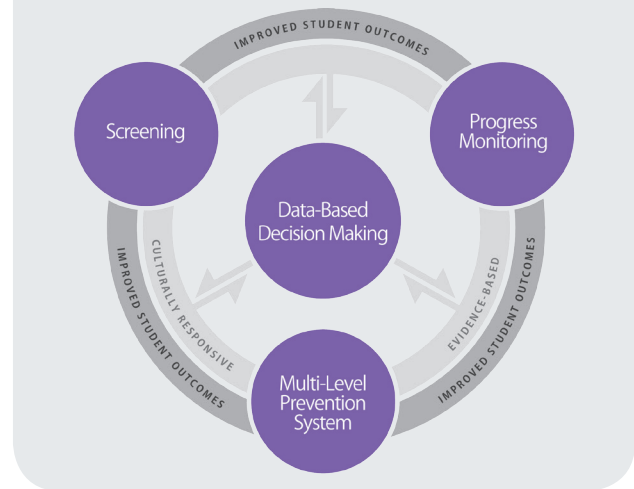 IMPROVED STUDENT OUTCOMES
Screening
Progress
Monitoring
Data-Based
Decision Making
IMPROVED STUDENT OUTCOMES
CULTURALLY RESPONSIVE
EVIDENCE-BASED
IMPROVED STUDENT OUTCOMES
Multi-Level
Prevention
System